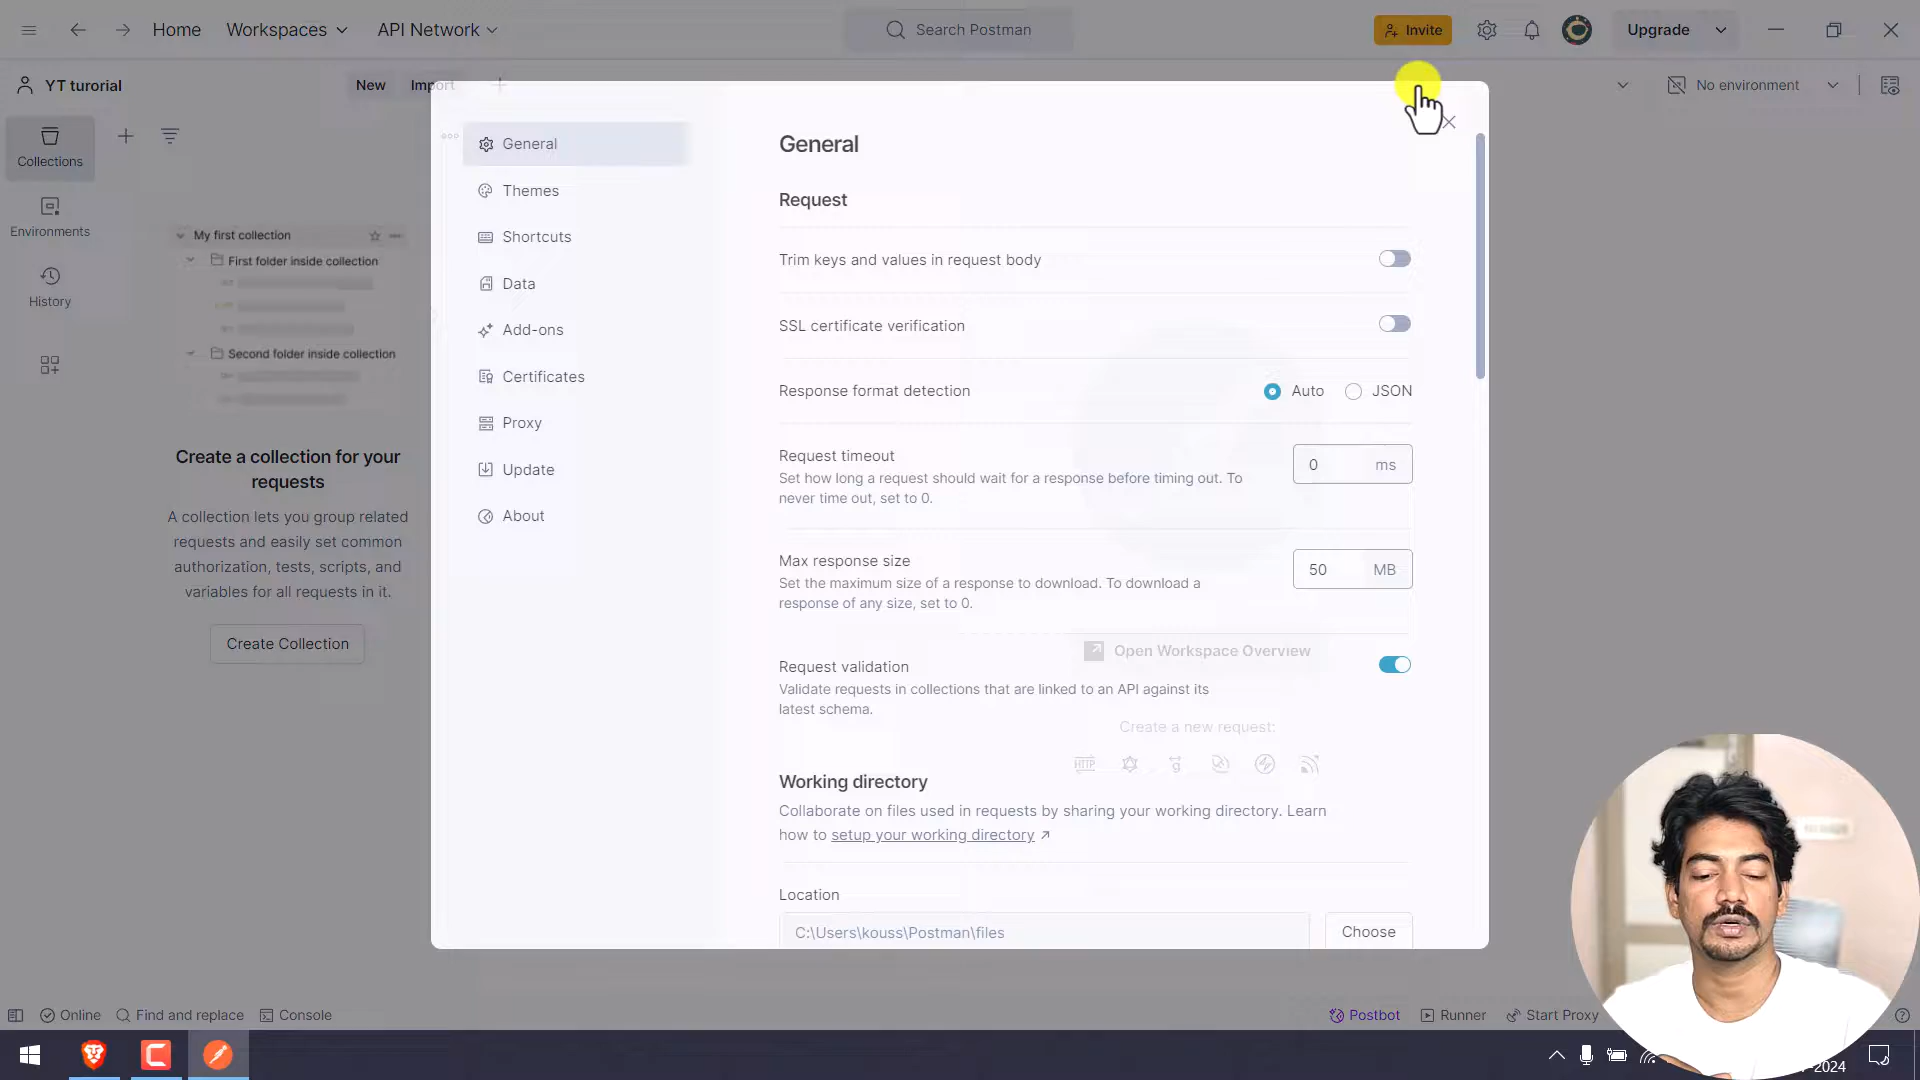 Home
Workspaces
API Network
Search Postman
Invite
Upgrade
YT turorial
New
Import
No environment
Collections
Environments
History
My first collection
First folder inside collection
Second folder inside collection
Create a collection for your
requests
A collection lets you group related
requests and easily set common
authorization, tests, scripts, and
variables for all requests in it.
Create Collection
General
Themes
Shortcuts
Data
Add-ons
Certificates
Proxy
Update
About
General
Request
Trim keys and values in request body
SSL certificate verification
Response format detection
Auto
JSON
Request timeout
Set how long a request should wait for a response before timing out. To
never time out, set to 0.
0 ms
Max response size
Set the maximum size of a response to download. To download a
response of any size, set to 0.
50 MB
Open Workspace Overview
Request validation
Validate requests in collections that are linked to an API against its
latest schema.
Create a new request:
HTTP
Working directory
Collaborate on files used in requests by sharing your working directory. Learn
how to setup your working directory ↗
Location
C:\Users\kouss\Postman\files
Choose
Online
Find and replace
Console
Postbot
Runner
Start Proxy
-2024